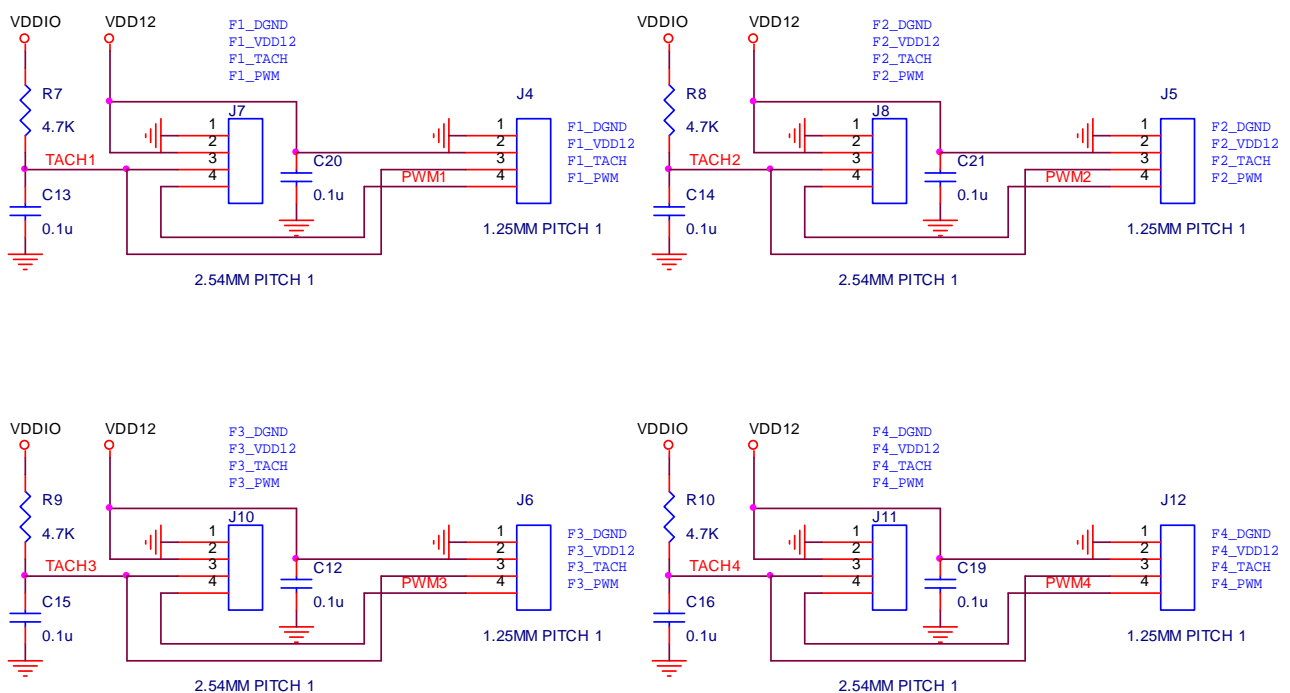 VDDIO
VDD12
F1_DGND
F1_VDD12
F1_TACH
F1_PWM
R7
4.7K
J7
1
2
3
4
TACH1
C13
0.1u
C20
0.1u
PWM1
J4
1
2
3
4
F1_DGND
F1_VDD12
F1_TACH
F1_PWM
1.25MM PITCH 1
2.54MM PITCH 1
VDDIO
VDD12
F2_DGND
F2_VDD12
F2_TACH
F2_PWM
R8
4.7K
J8
1
2
3
4
TACH2
C14
0.1u
C21
0.1u
PWM2
J5
1
2
3
4
F2_DGND
F2_VDD12
F2_TACH
F2_PWM
1.25MM PITCH 1
2.54MM PITCH 1
VDDIO
VDD12
F3_DGND
F3_VDD12
F3_TACH
F3_PWM
R9
4.7K
J10
1
2
3
4
TACH3
C15
0.1u
C12
0.1u
PWM3
J6
1
2
3
4
F3_DGND
F3_VDD12
F3_TACH
F3_PWM
1.25MM PITCH 1
2.54MM PITCH 1
VDDIO
VDD12
F4_DGND
F4_VDD12
F4_TACH
F4_PWM
R10
4.7K
J11
1
2
3
4
TACH4
C16
0.1u
C19
0.1u
PWM4
J12
1
2
3
4
F4_DGND
F4_VDD12
F4_TACH
F4_PWM
1.25MM PITCH 1
2.54MM PITCH 1